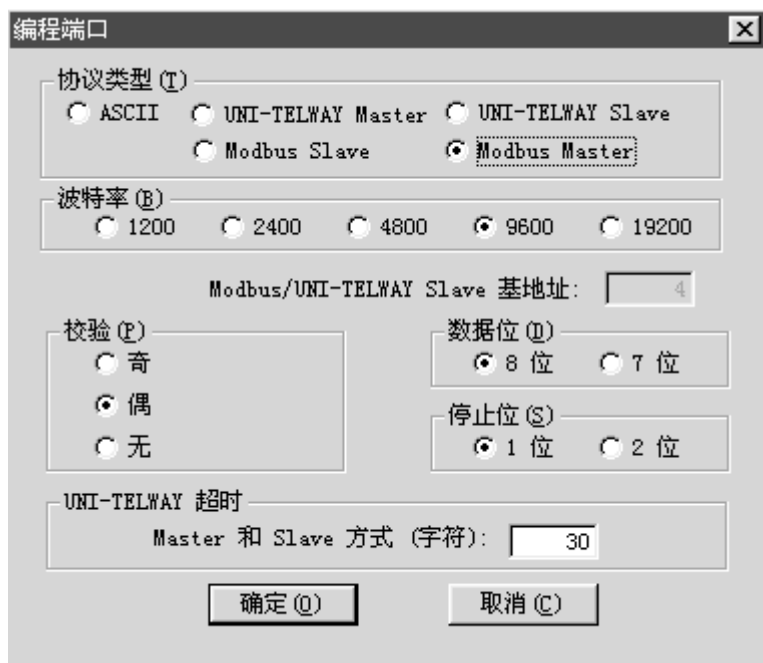 编程端口
协议类型(T)
ASCII UNI-TELWAY Master UNI-TELWAY Slave
Modbus Slave Modbus Master
波特率(B)
1200 2400 4800 9600 19200
Modbus/UNI-TELWAY Slave 基地址: 4
校验(P)
奇
偶
无
数据位(D)
8 位 7 位
停止位(S)
1 位 2 位
UNI-TELWAY 超时
Master 和 Slave 方式 (字符): 30
确定(O) 取消(C)